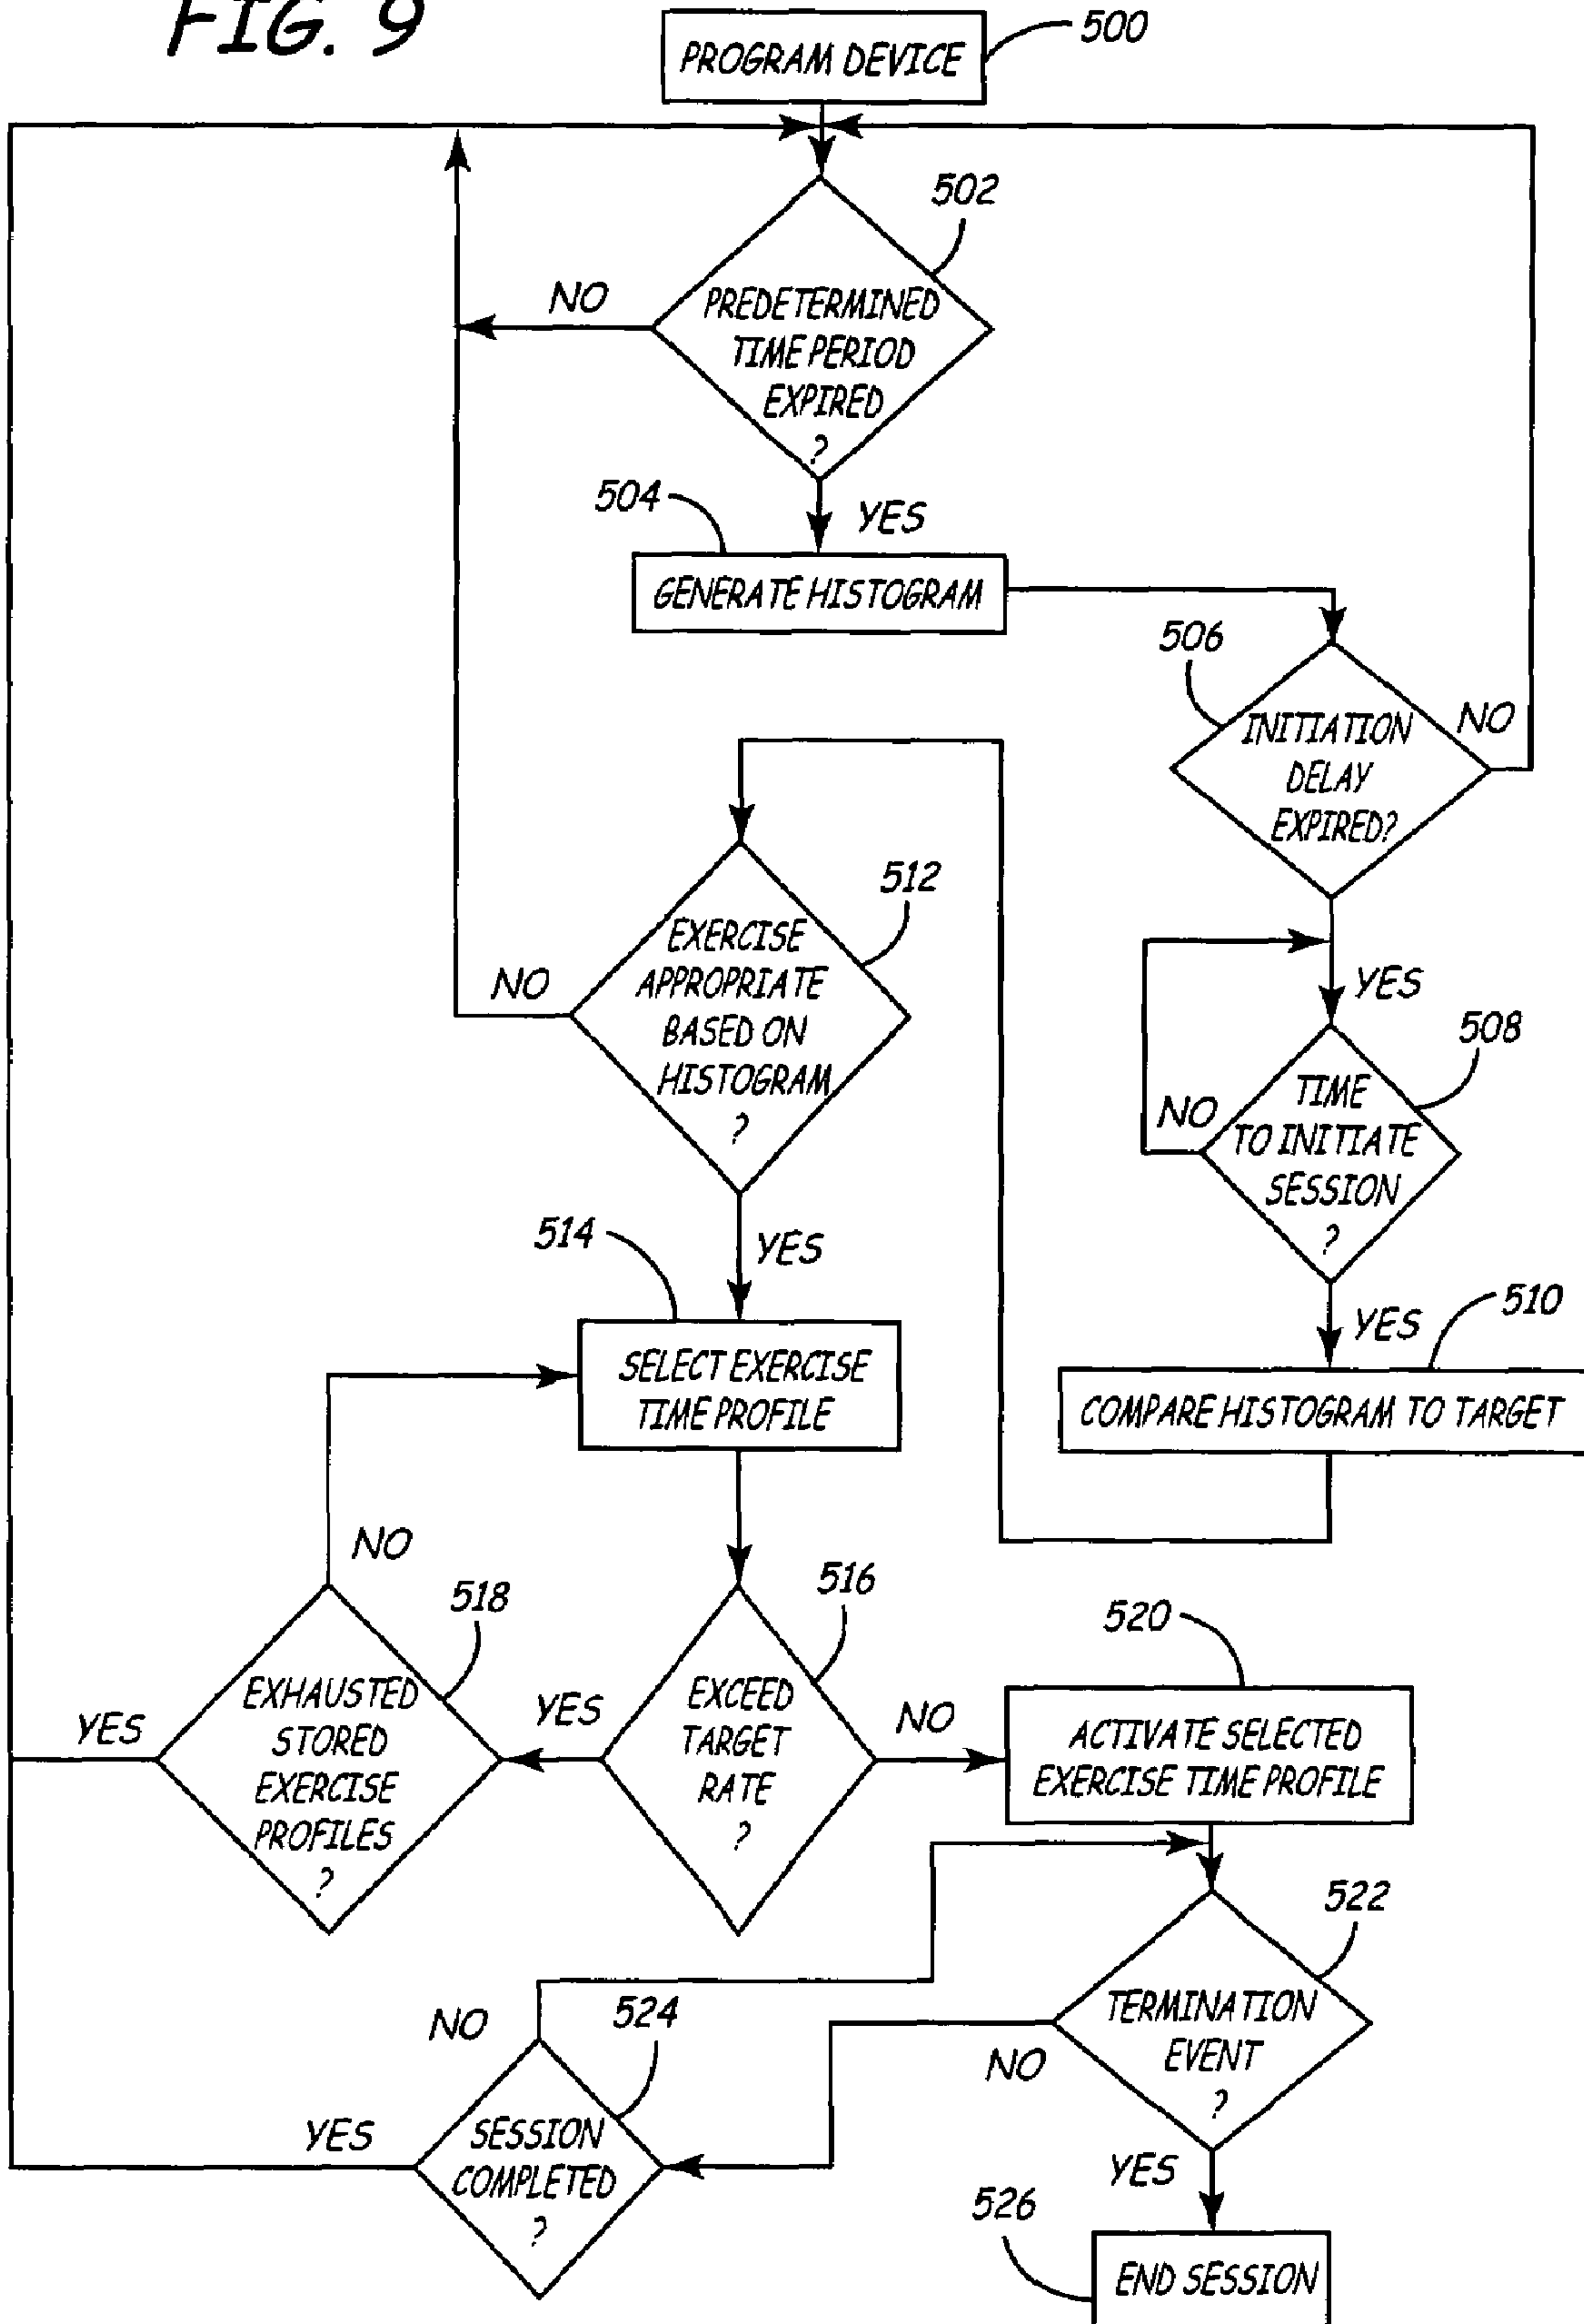 FIG. 9
PROGRAM DEVICE
500
502
PREDETERMINED
TIME PERIOD
EXPIRED
?
NO
YES
504
GENERATE HISTOGRAM
506
INITIATION
DELAY
EXPIRED?
NO
YES
508
TIME
TO INITIATE
SESSION
?
NO
YES
510
COMPARE HISTOGRAM TO TARGET
512
EXERCISE
APPROPRIATE
BASED ON
HISTOGRAM
?
NO
YES
514
SELECT EXERCISE
TIME PROFILE
516
EXCEED
TARGET
RATE
?
YES
NO
518
EXHAUSTED
STORED
EXERCISE
PROFILES
?
NO
YES
520
ACTIVATE SELECTED
EXERCISE TIME PROFILE
522
TERMINATION
EVENT
?
NO
YES
524
SESSION
COMPLETED
?
NO
YES
526
END SESSION